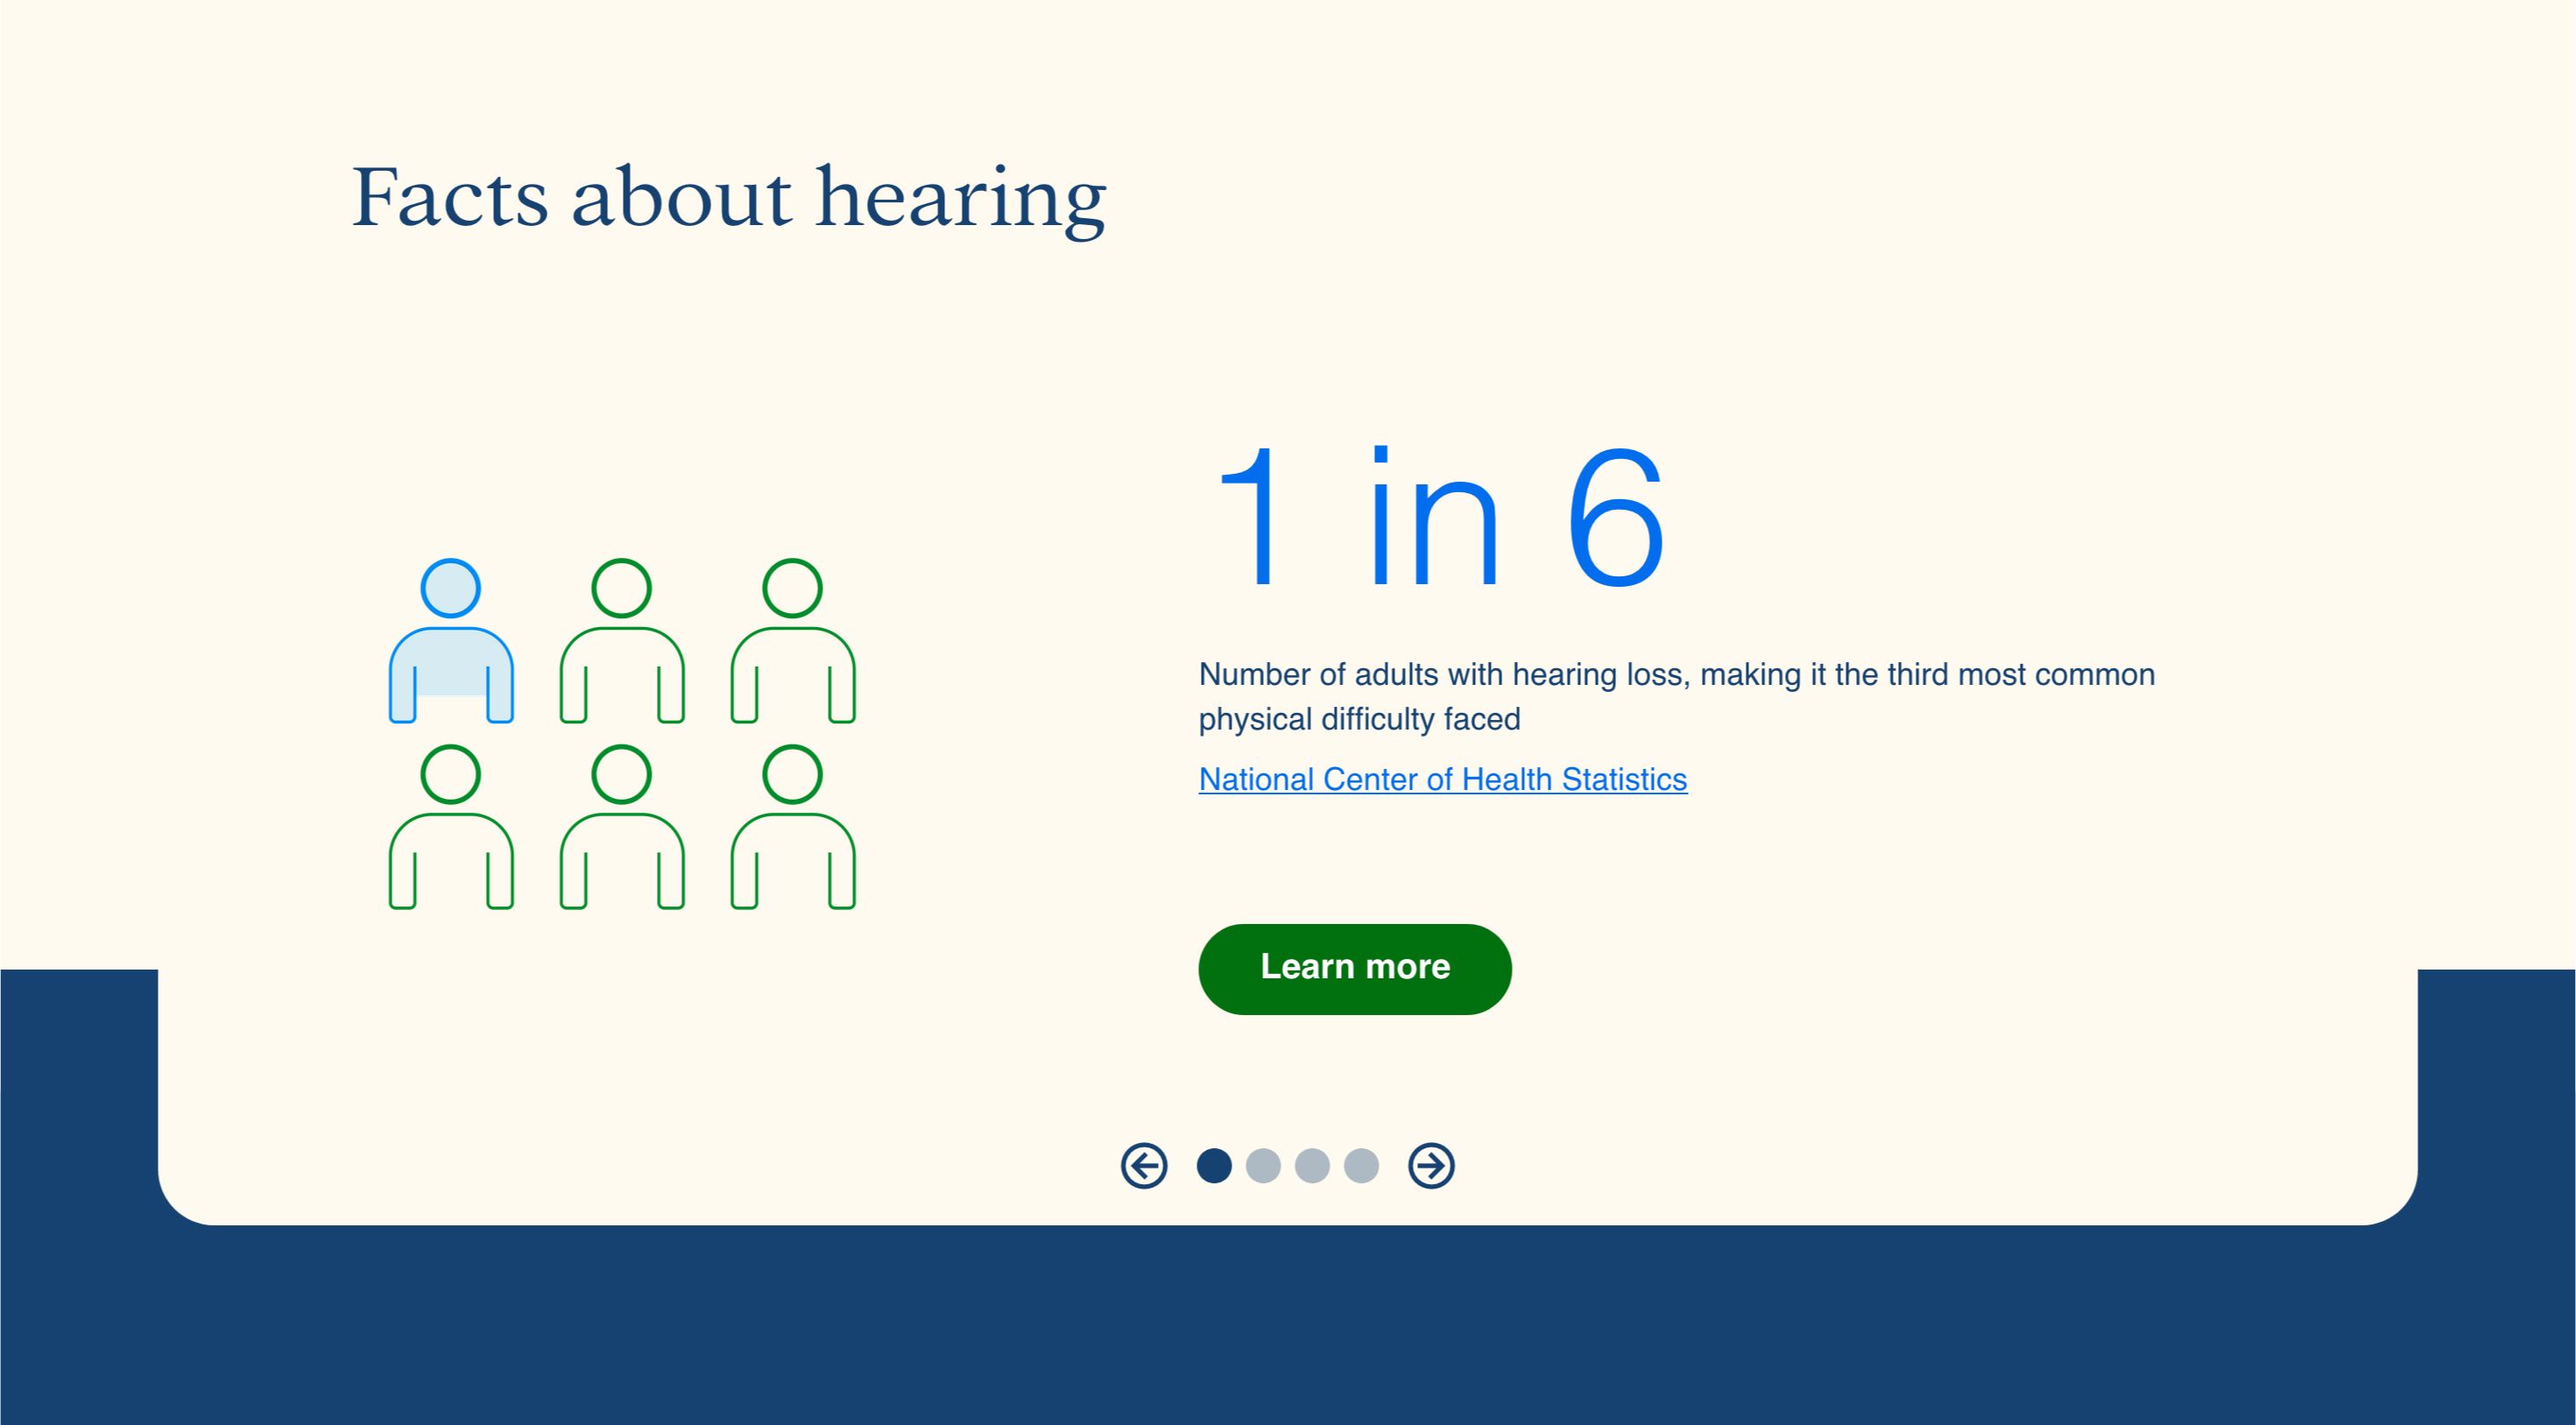 Facts about hearing
1 in 6
Number of adults with hearing loss, making it the third most common
physical difficulty faced
National Center of Health Statistics
Learn more